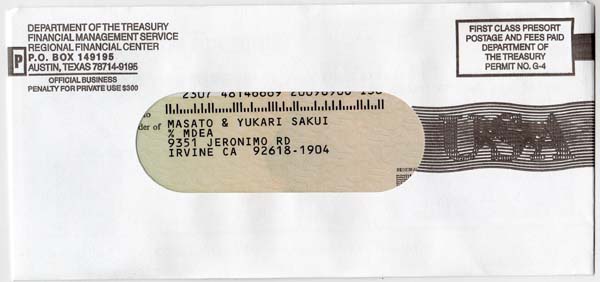 DEPARTMENT OF THE TREASURY
FINANCIAL MANAGEMENT SERVICE
REGIONAL FINANCIAL CENTER
P.O. BOX 149195
AUSTIN, TEXAS 78714-9195
P
OFFICIAL BUSINESS
PENALTY FOR PRIVATE USE $300
FIRST CLASS PRESORT
POSTAGE AND FEES PAID
DEPARTMENT OF
THE TREASURY
PERMIT NO. G-4
der of MASATO & YUKARI SAKUI
% MDEA
9351 JERONIMO RD
IRVINE CA 92618-1904
USA